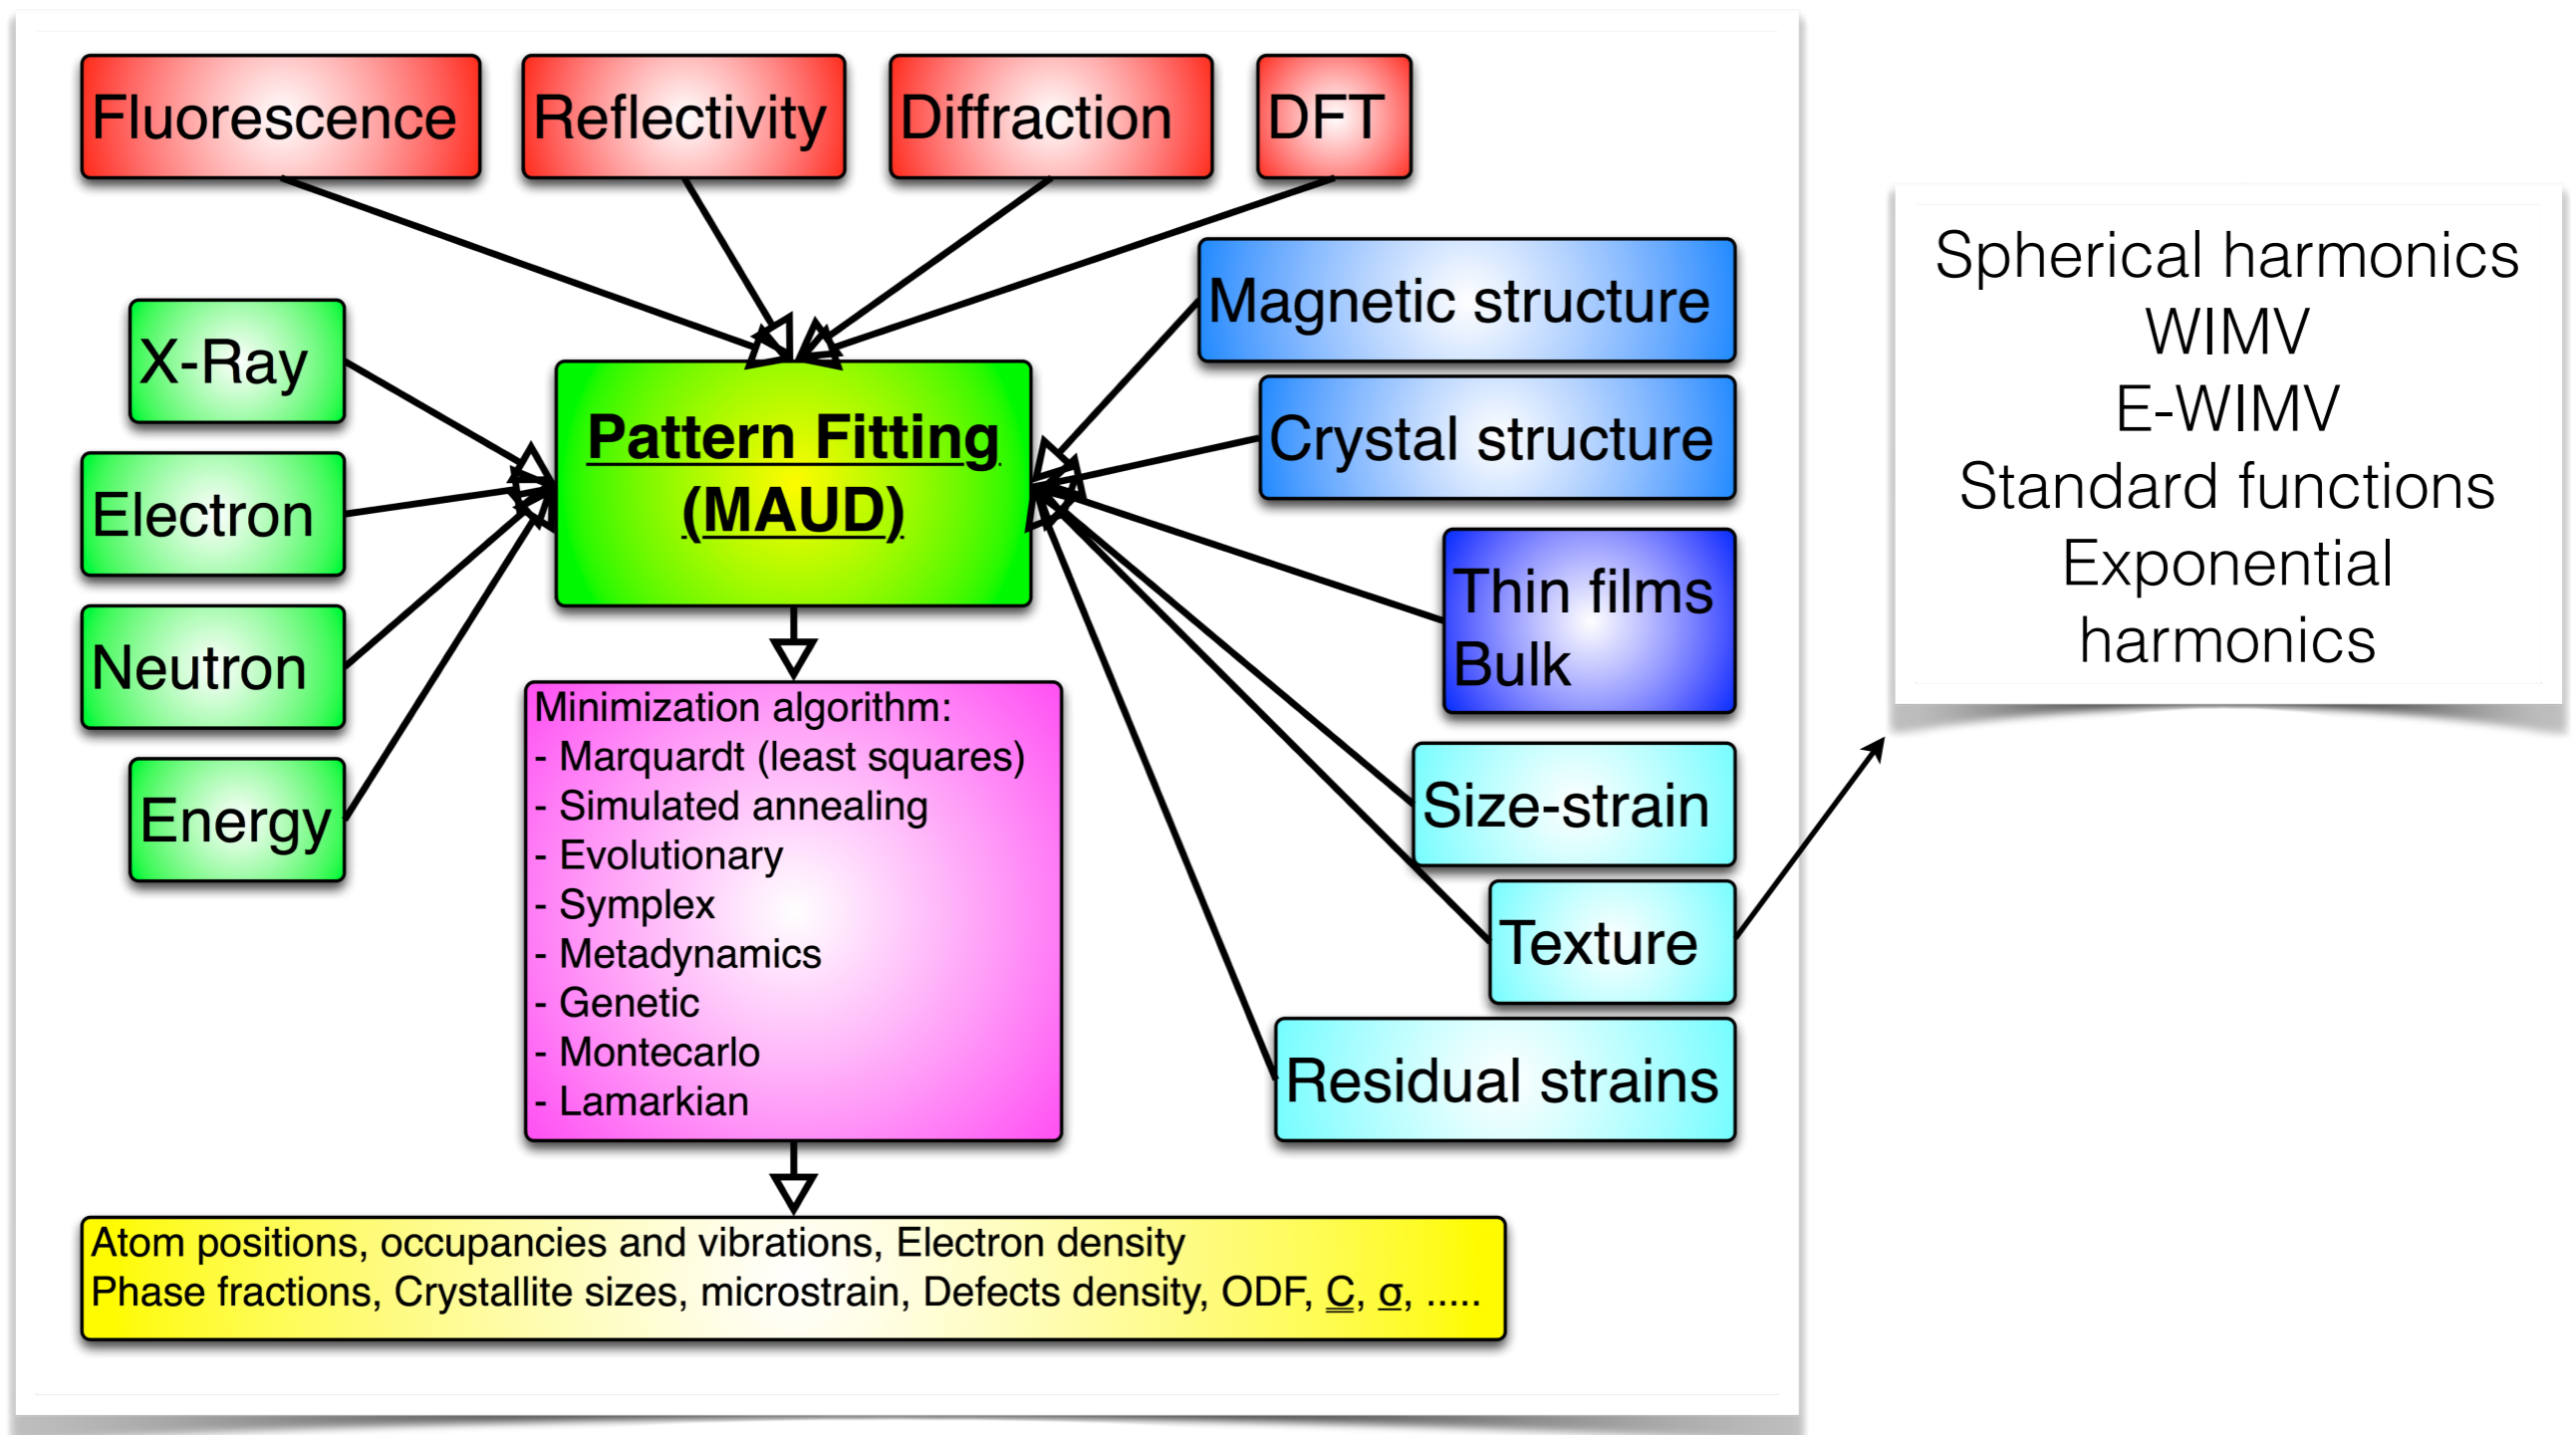 Fluorescence
Reflectivity
Diffraction
DFT
X-Ray
Electron
Neutron
Energy
Pattern Fitting
(MAUD)
Magnetic structure
Crystal structure
Thin films
Bulk
Size-strain
Texture
Residual strains
Minimization algorithm:
- Marquardt (least squares)
- Simulated annealing
- Evolutionary
- Symplex
- Metadynamics
- Genetic
- Montecarlo
- Lamarkian
Atom positions, occupancies and vibrations, Electron density
Phase fractions, Crystallite sizes, microstrain, Defects density, ODF, C, σ, .....
Spherical harmonics
WIMV
E-WIMV
Standard functions
Exponential
harmonics